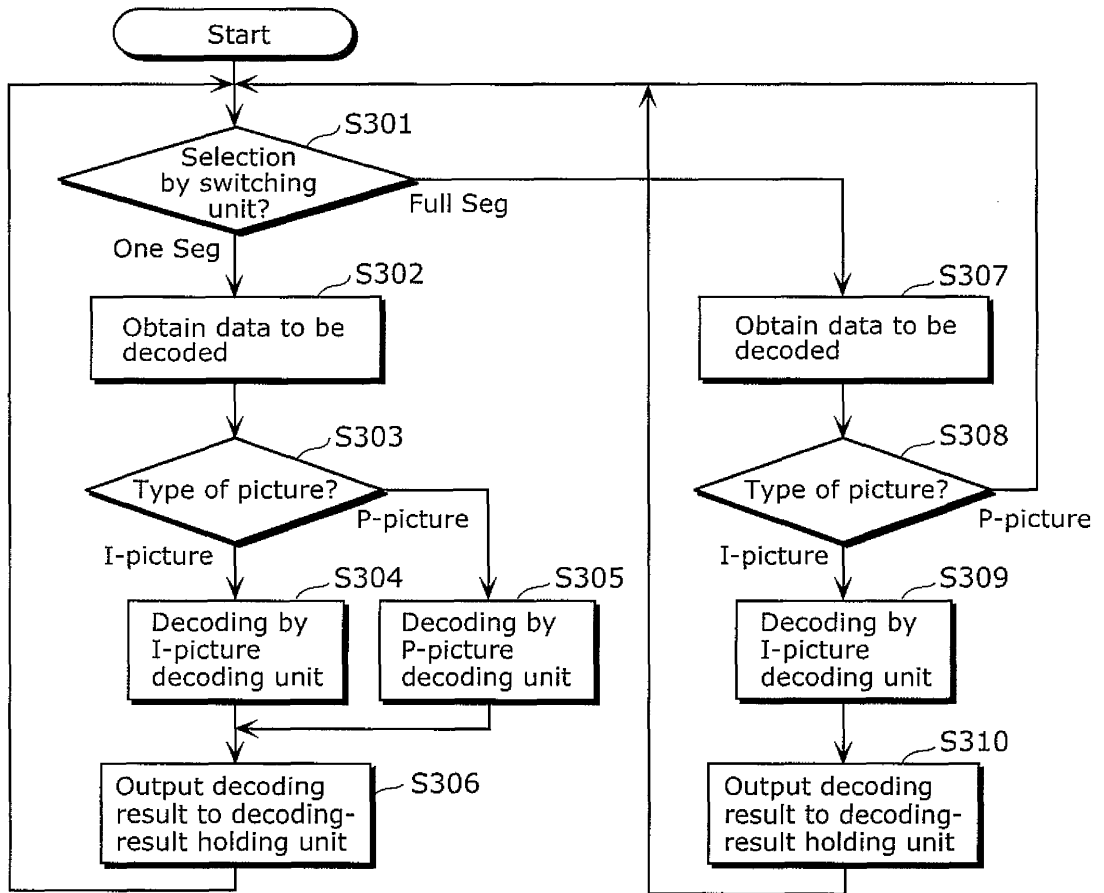 Start
S301
Selection
by switching
unit?
Full Seg
One Seg
S302
Obtain data to be
decoded
S303
Type of picture?
P-picture
I-picture
S304
Decoding by
I-picture
decoding unit
S305
Decoding by
P-picture
decoding unit
Output decoding
result to decoding-
result holding unit
S306
S307
Obtain data to be
decoded
S308
Type of picture?
P-picture
I-picture
S309
Decoding by
I-picture
decoding unit
S310
Output decoding
result to decoding-
result holding unit